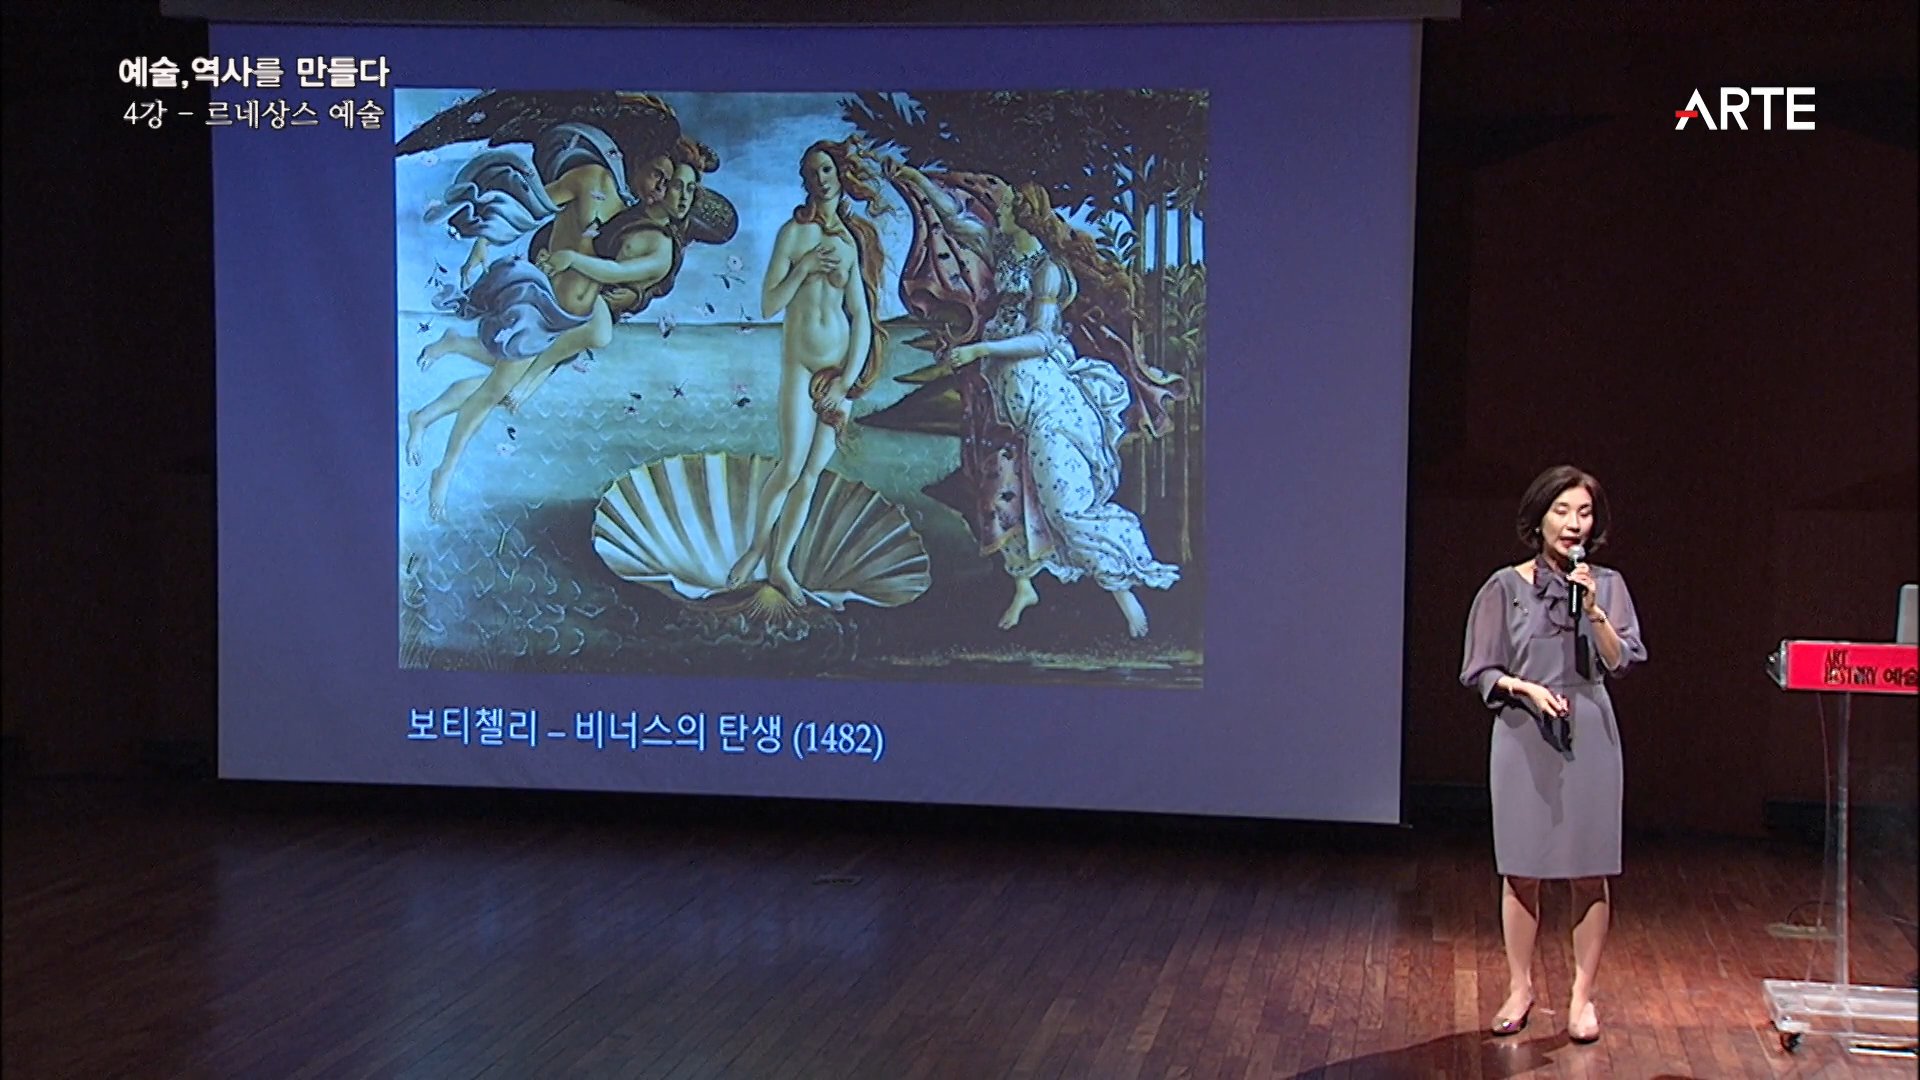 예술,역사를 만들다
4강 - 르네상스 예술
ARTE
보티첼리 – 비너스의 탄생 (1482)
ART
HISTORY 예술